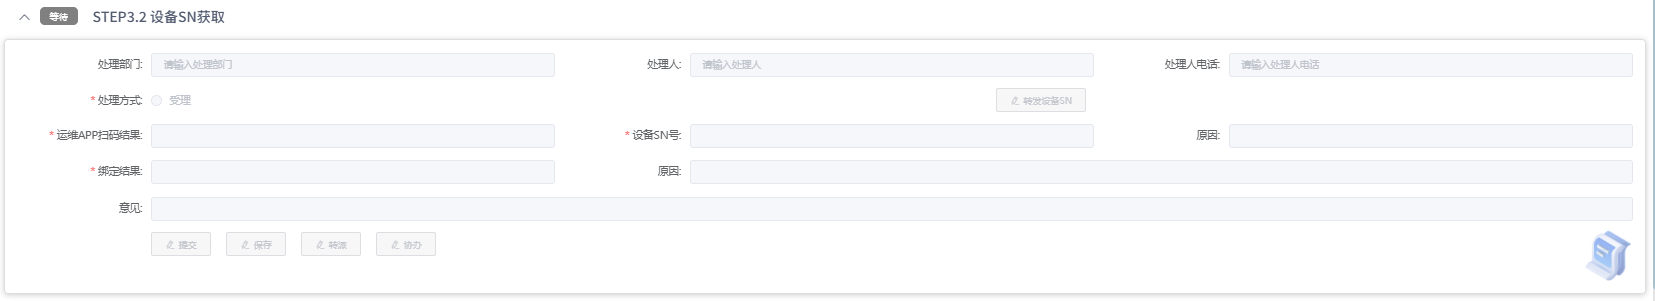 等待 STEP3.2 设备SN获取
处理部门: 请输入处理部门 处理人: 请输入处理人 处理人电话: 请输入处理人电话
* 处理方式: 受理 转发设备SN
* 运维APP扫码结果: * 设备SN号: 原因:
* 绑定结果: 原因:
意见:
提交 保存 转派 协办